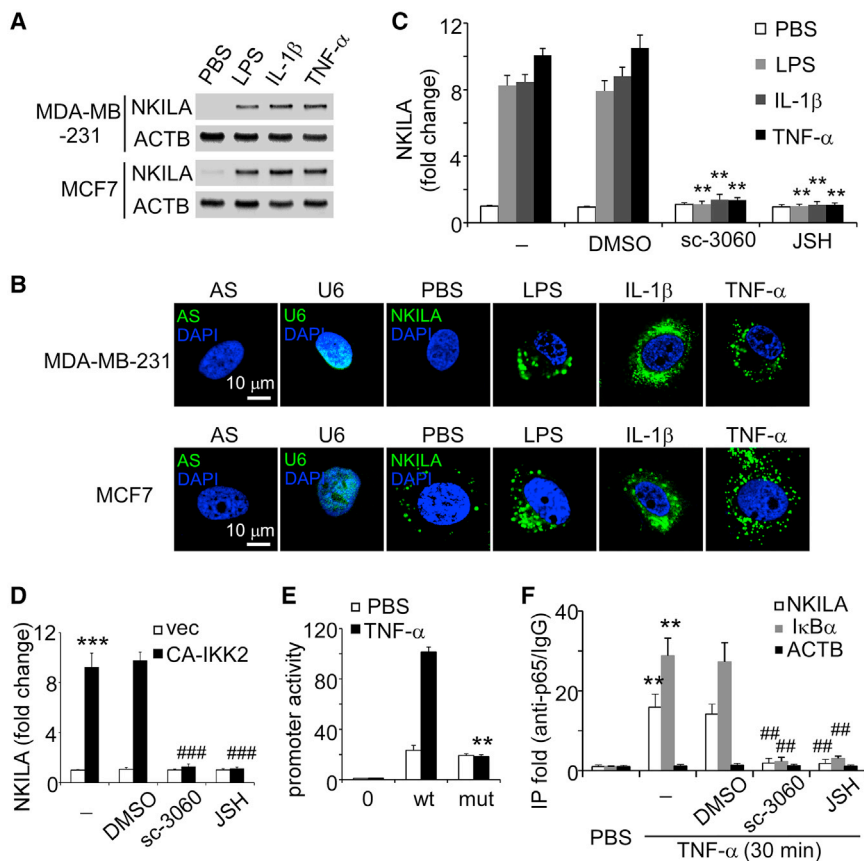 A
PBS LPS IL-1β TNF-α
MDA-MB
-231
NKILA
ACTB
MCF7
NKILA
ACTB
C
NKILA
(fold change)
12
8
4
0
PBS
LPS
IL-1β
TNF-α
** ** **
** ** **
– DMSO sc-3060 JSH
B
AS U6 PBS LPS IL-1β TNF-α
MDA-MB-231
AS
DAPI
10 μm
U6
DAPI
NKILA
DAPI
AS U6 PBS LPS IL-1β TNF-α
MCF7
AS
DAPI
10 μm
U6
DAPI
NKILA
DAPI
D
NKILA (fold change)
12
8
4
0
vec
CA-IKK2
***
### ###
– DMSO sc-3060 JSH
E
promoter activity
120
80
40
0
PBS
TNF-α
**
0 wt mut
F
IP fold (anti-p65/IgG)
40
30
20
10
0
NKILA
IκBα
ACTB
** **
## ## ## ##
PBS – DMSO sc-3060 JSH
TNF-α (30 min)